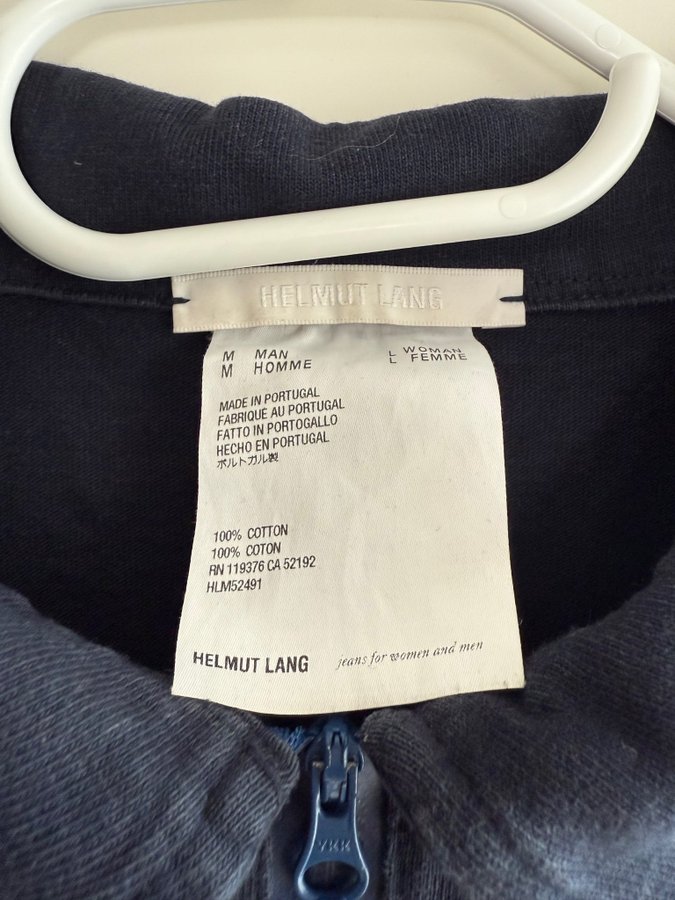 HELMUT LANG
M MAN L WOMAN
M HOMME L FEMME
MADE IN PORTUGAL
FABRIQUÉ AU PORTUGAL
FATTO IN PORTOGALLO
HECHO EN PORTUGAL
ポルトガル製
100% COTTON
100% COTON
RN 119376 CA 52192
HLM52491
HELMUT LANG jeans for women and men
YKK